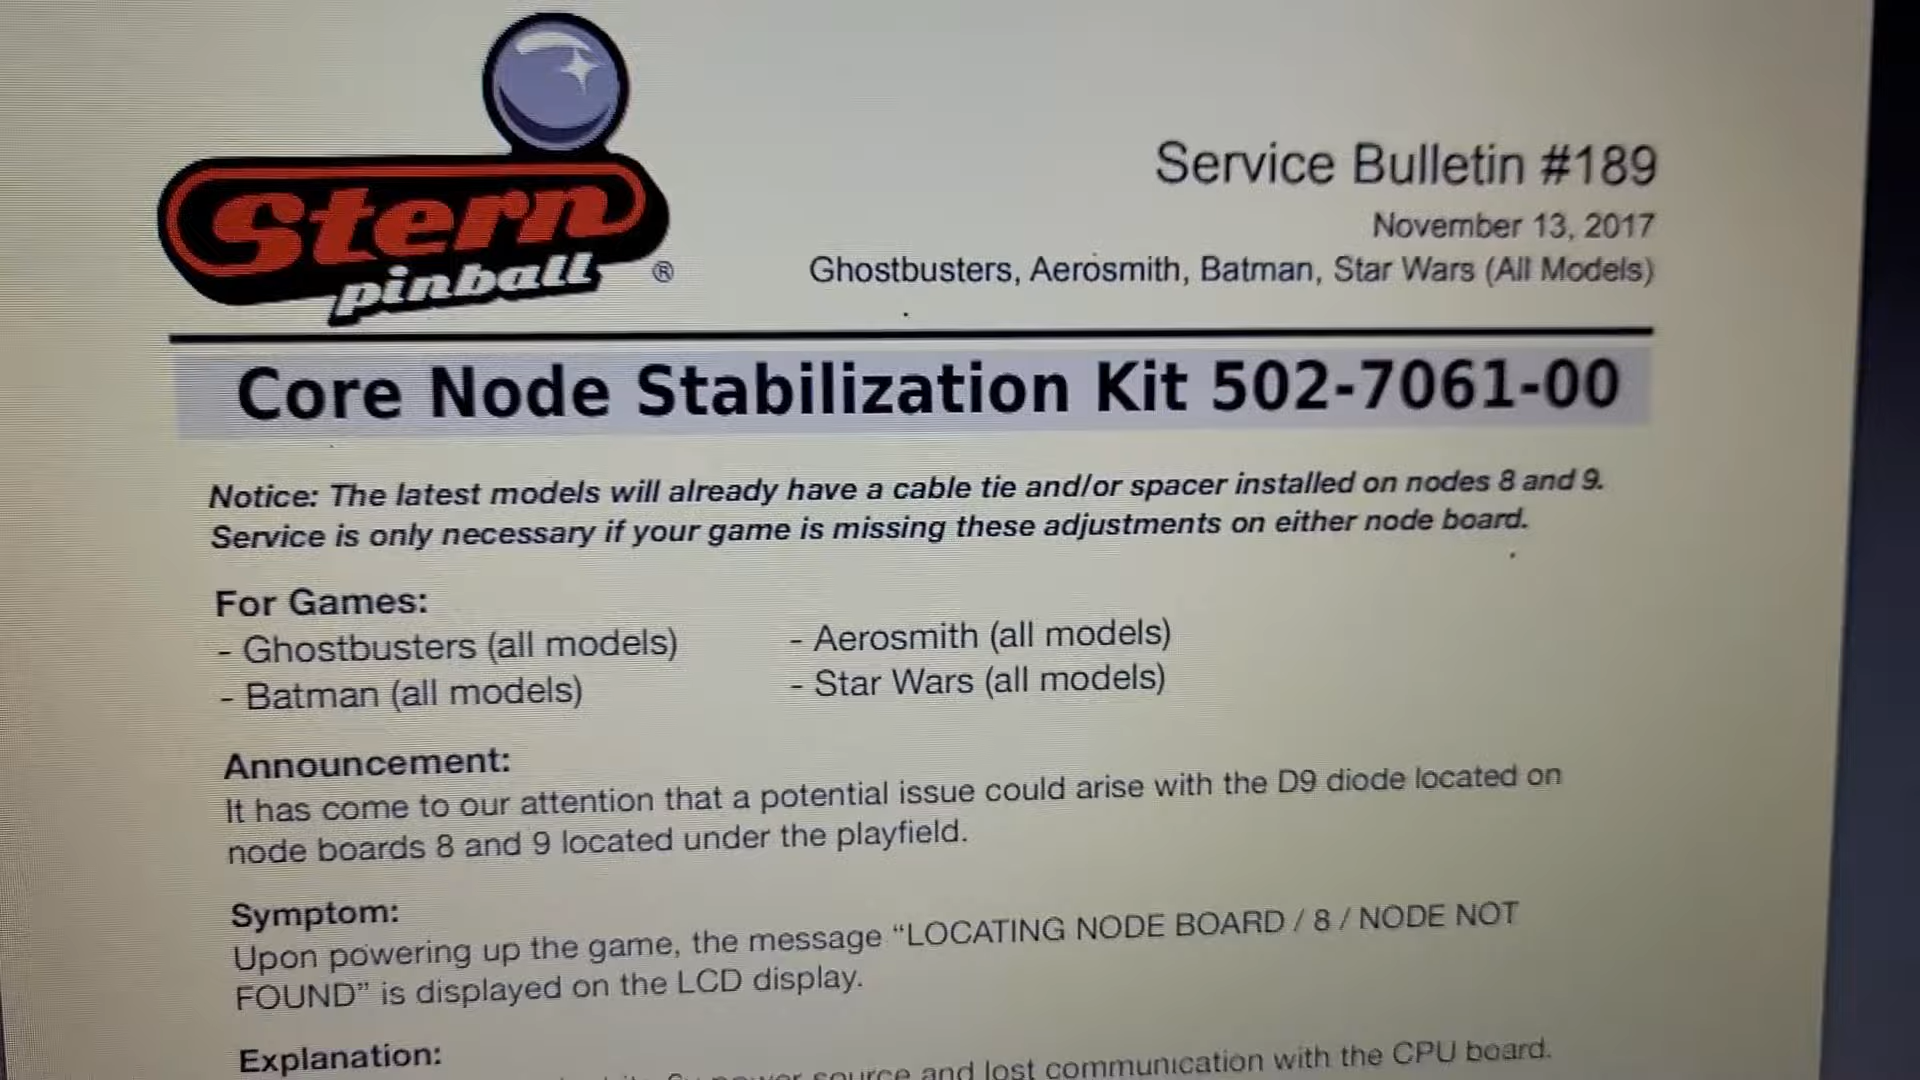 Stern
pinball ®
Service Bulletin #189
November 13, 2017
Ghostbusters, Aerosmith, Batman, Star Wars (All Models)
Core Node Stabilization Kit 502-7061-00
Notice: The latest models will already have a cable tie and/or spacer installed on nodes 8 and 9.
Service is only necessary if your game is missing these adjustments on either node board.
For Games:
- Ghostbusters (all models)
- Aerosmith (all models)
- Batman (all models)
- Star Wars (all models)
Announcement:
It has come to our attention that a potential issue could arise with the D9 diode located on
node boards 8 and 9 located under the playfield.
Symptom:
Upon powering up the game, the message “LOCATING NODE BOARD / 8 / NODE NOT
FOUND” is displayed on the LCD display.
Explanation:
power source and lost communication with the CPU board.